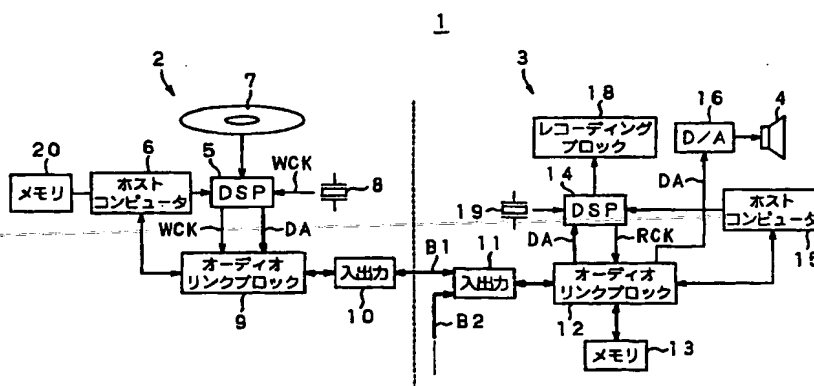 1
2
7
20
メモリ
6
ホスト
コンピュータ
5
DSP
WCK
8
WCK
DA
オーディオ
リンクブロック
9
入出力
10
B1
B2
3
18
レコーディング
ブロック
16
D/A
4
14
DSP
19
DA
RCK
DA
ホスト
コンピュータ
15
11
入出力
オーディオ
リンクブロック
12
メモリ
13